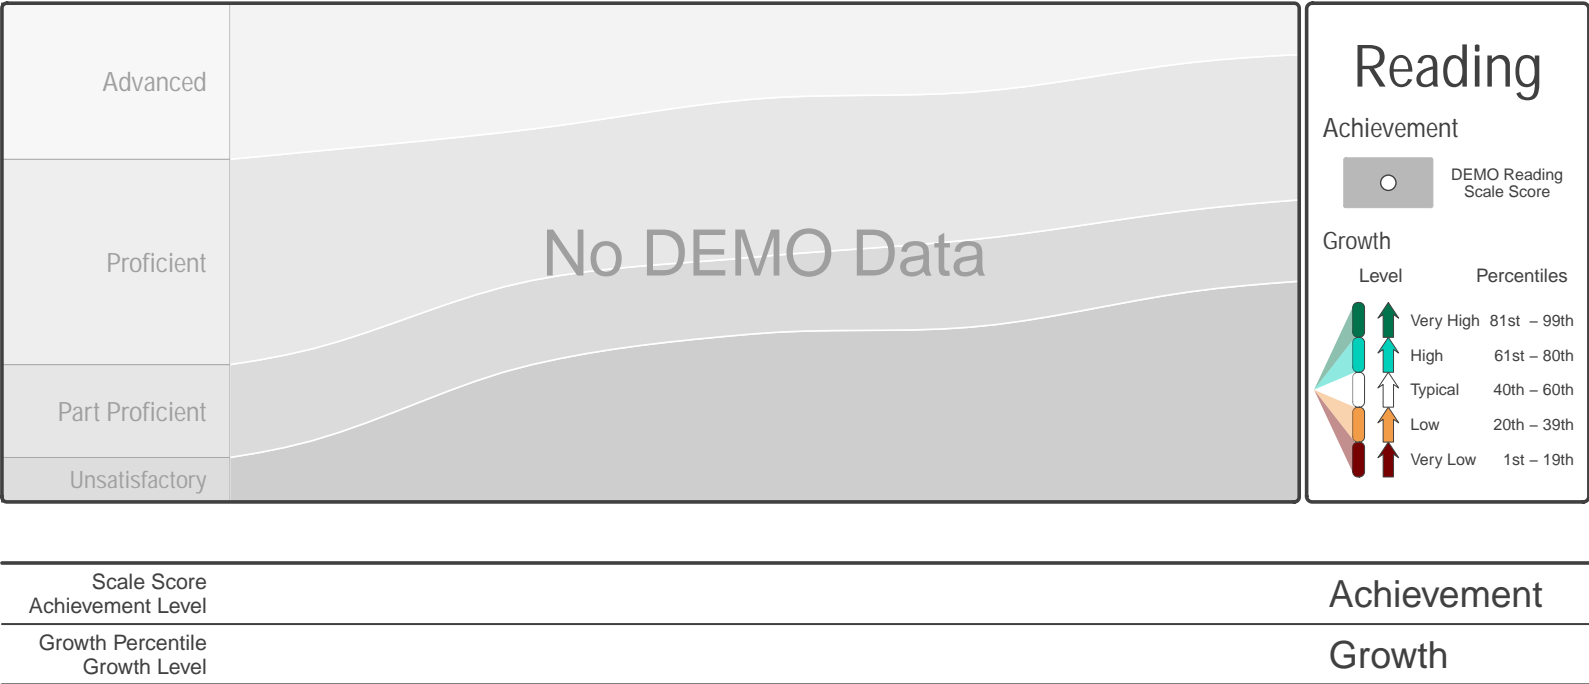 Advanced
Proficient
Part Proficient
Unsatisfactory
No DEMO Data
Reading
Achievement
DEMO Reading
Scale Score
Growth
Level Percentiles
Very High 81st – 99th
High 61st – 80th
Typical 40th – 60th
Low 20th – 39th
Very Low 1st – 19th
Scale Score
Achievement Level
Achievement
Growth Percentile
Growth Level
Growth